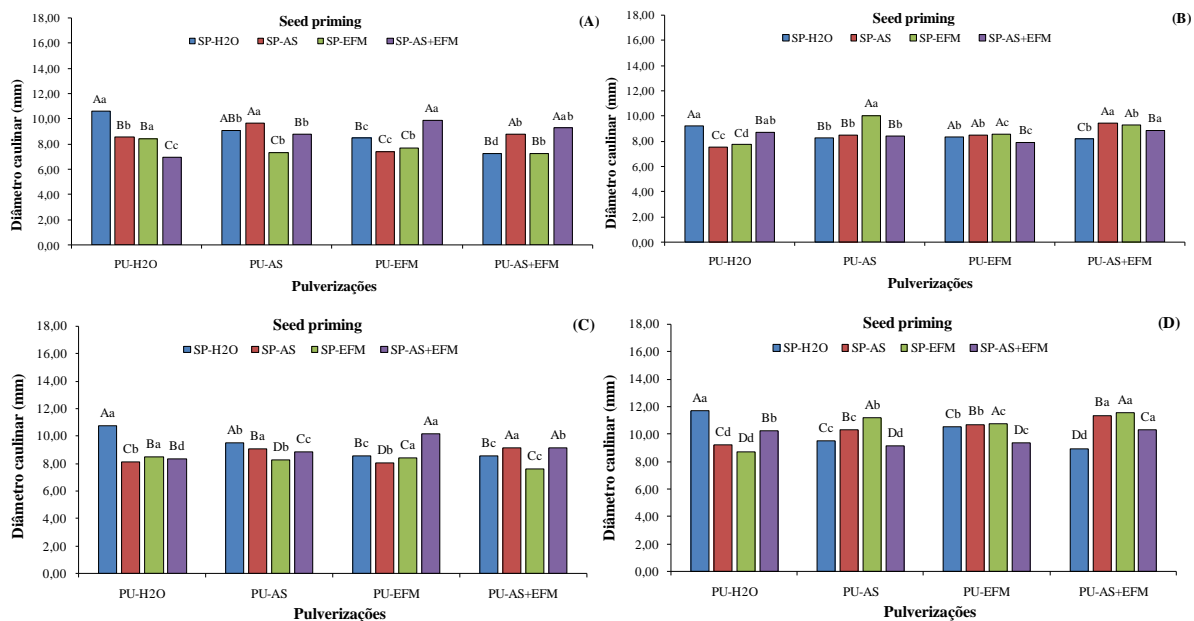 Seed priming (A)
SP-H2O SP-AS SP-EFM SP-AS+EFM
Diâmetro caulinar (mm)
18,00
16,00
14,00
12,00
10,00
8,00
6,00
4,00
2,00
0,00
Aa Bb Ba Cc ABb Aa Cb Bb Bc Cc Cb Aa Bd Ab Bb Aab
PU-H2O PU-AS PU-EFM PU-AS+EFM
Pulverizações
Seed priming (B)
SP-H2O SP-AS SP-EFM SP-AS+EFM
Diâmetro caulinar (mm)
18,00
16,00
14,00
12,00
10,00
8,00
6,00
4,00
2,00
0,00
Aa Cc Cd Bab Bb Bb Aa Bb Ab Ab Ac Bc Cb Aa Ab Ba
PU-H2O PU-AS PU-EFM PU-AS+EFM
Pulverizações
Seed priming (C)
SP-H2O SP-AS SP-EFM SP-AS+EFM
Diâmetro caulinar (mm)
18,00
16,00
14,00
12,00
10,00
8,00
6,00
4,00
2,00
0,00
Aa Cb Ba Bd Ab Ba Db Cc Bc Db Ca Aa Bc Aa Cc Ab
PU-H2O PU-AS PU-EFM PU-AS+EFM
Pulverizações
Seed priming (D)
SP-H2O SP-AS SP-EFM SP-AS+EFM
Diâmetro caulinar (mm)
18,00
16,00
14,00
12,00
10,00
8,00
6,00
4,00
2,00
0,00
Aa Cd Dd Bb Cc Bc Ab Dd Cb Bb Ac Dc Dd Ba Aa Ca
PU-H2O PU-AS PU-EFM PU-AS+EFM
Pulverizações